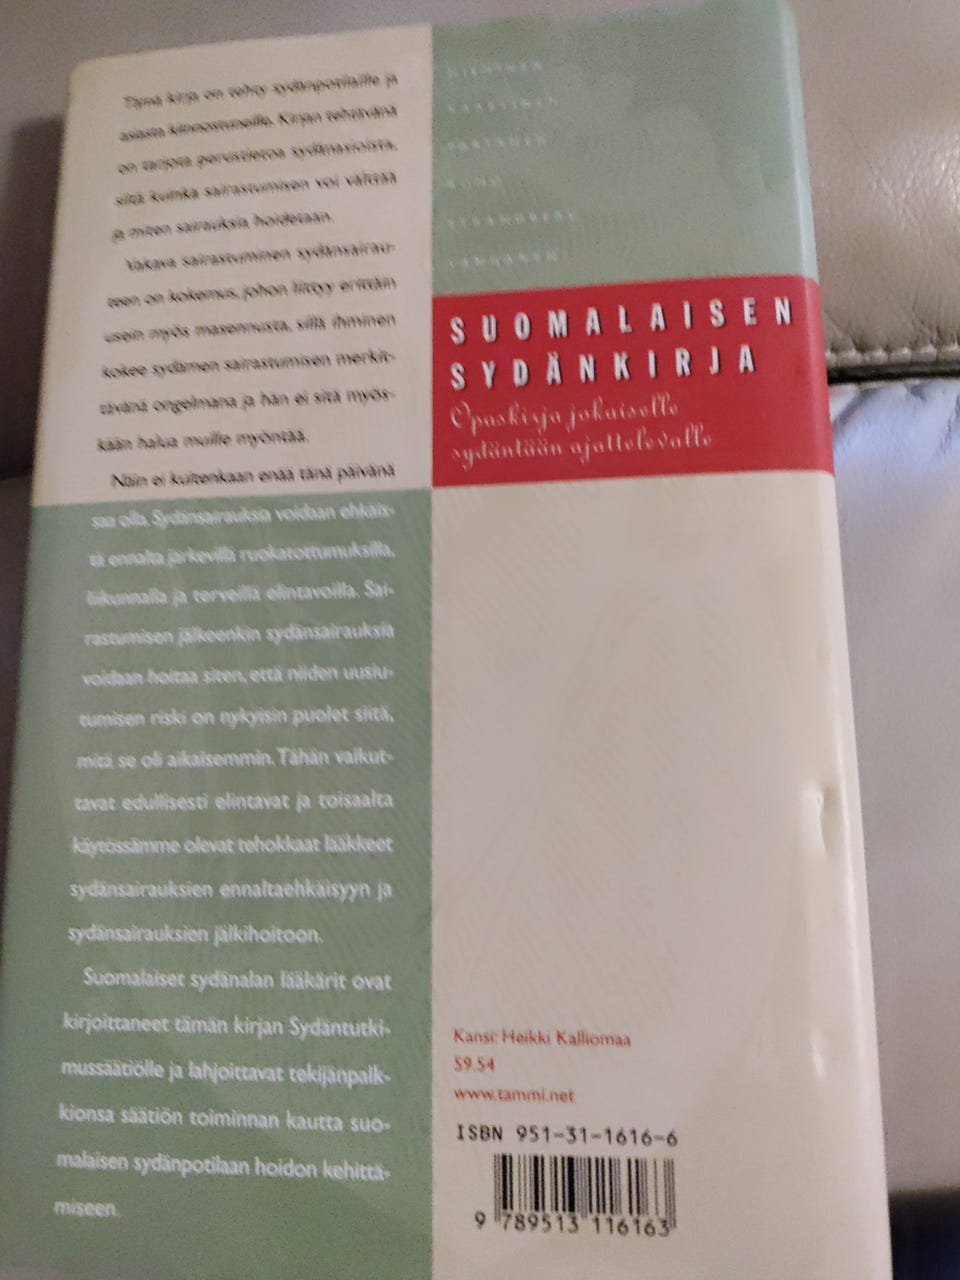 Tämä kirja on tehty sydänpotilaille ja
asiasta kiinnostuneille. Kirjan tehtävänä
on tarjota perustietoa sydänasioista,
siitä kuinka sairastumisen voi välttää
ja miten sairauksia hoidetaan.
Vakava sairastuminen sydänsairau-
teen on kokemus, johon liittyy erittäin
usein myös masennusta, sillä ihminen
kokee sydämen sairastumisen merkit-
tävänä ongelmana ja hän ei sitä myös-
kään halua muille myöntää.
Näin ei kuitenkaan enää tänä päivänä
saa olla. Sydänsairauksia voidaan ehkäis-
tä ennalta järkevillä ruokatottumuksilla,
liikunnalla ja terveillä elintavoilla. Sai-
rastumisen jälkeenkin sydänsairauksia
voidaan hoitaa siten, että niiden uusiu-
tumisen riski on nykyisin puolet siitä,
mitä se oli aikaisemmin. Tähän vaikut-
tavat edullisesti elintavat ja toisaalta
käytössämme olevat tehokkaat lääkkeet
sydänsairauksien ennaltaehkäisyyn ja
sydänsairauksien jälkihoitoon.
Suomalaiset sydänalan lääkärit ovat
kirjoittaneet tämän kirjan Sydäntutki-
mussäätiölle ja lahjoittavat tekijänpalk-
kionsa säätiön toiminnan kautta suo-
malaisen sydänpotilaan hoidon kehittä-
miseen.
NIEMINEN
PARTANEN
STRANDBERG
SUOMALAISEN
SYDÄNKIRJA
Opaskirja jokaiselle
sydäntään ajattelevalle
Kansi: Heikki Kalliomaa
59.54
www.tammi.net
ISBN 951-31-1616-6
9 789513 116163